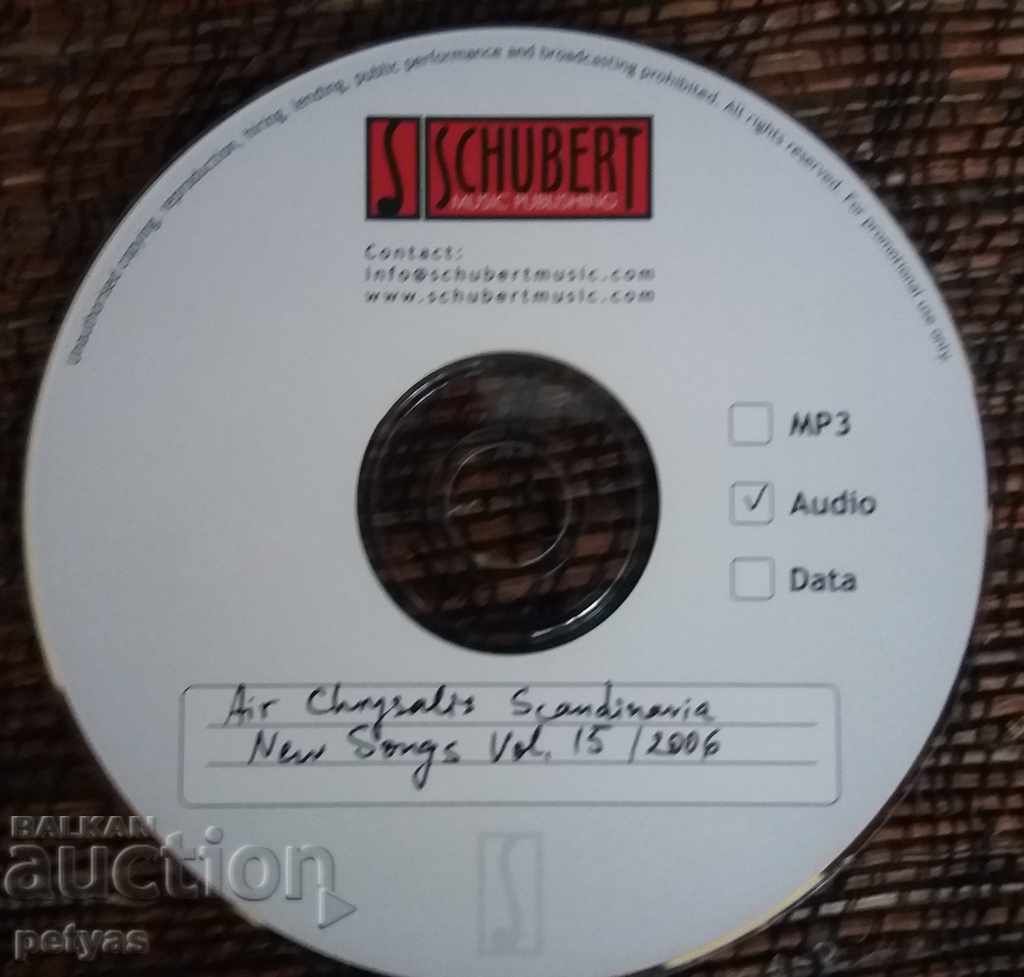 Unauthorised copying, reproduction, hiring, lending, public performance and broadcasting prohibited. All rights reserved. For promotional use only.
S SCHUBERT
MUSIC PUBLISHING
Contact:
info@schubertmusic.com
www.schubertmusic.com
MP3
✓ Audio
Data
Air Chrysalis Scandinavia
New Songs Vol. 15 / 2006
S
BALKAN
auction
petyas